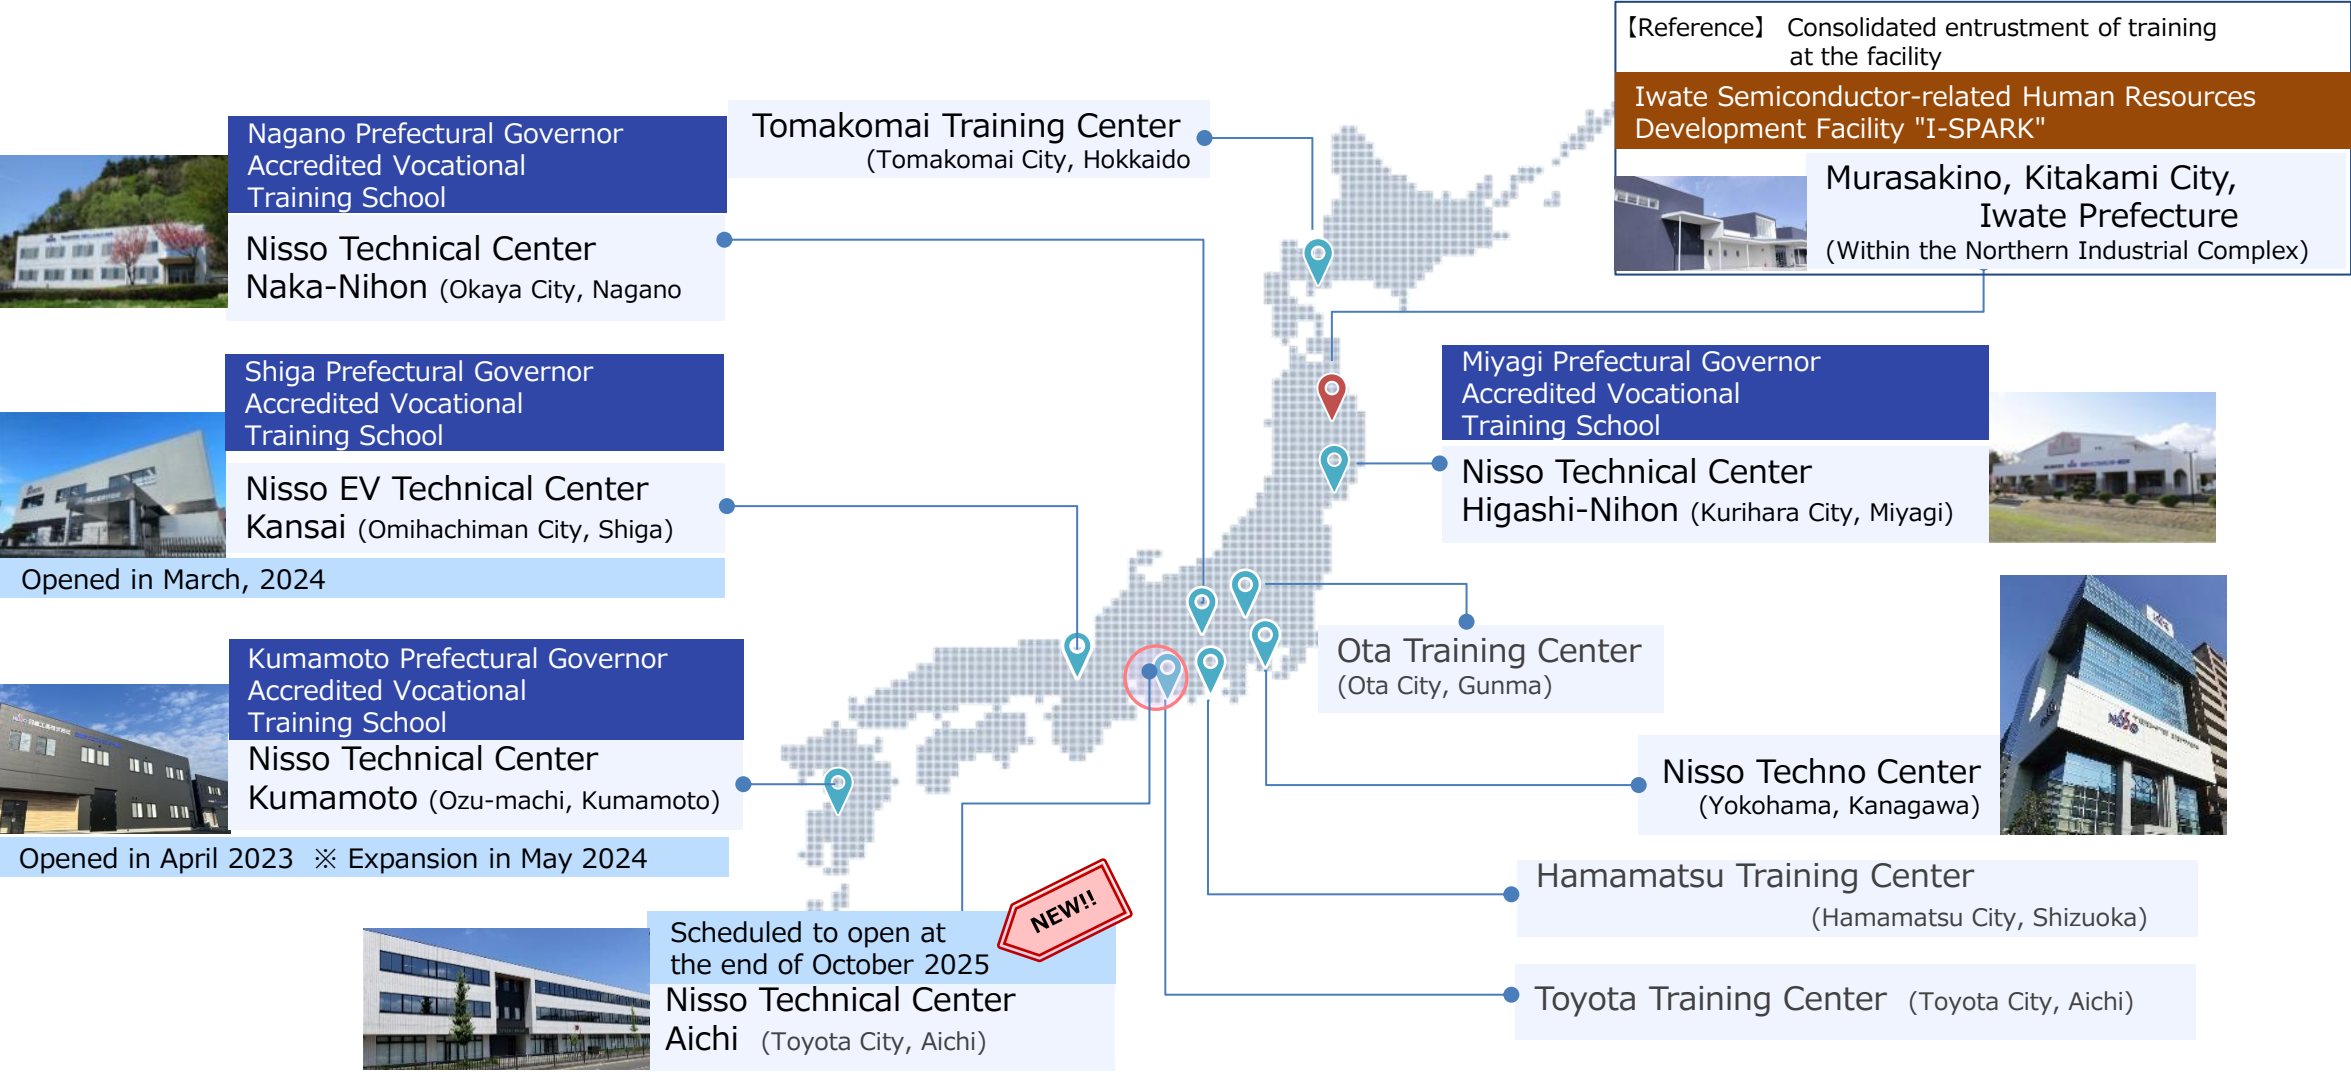 【Reference】 Consolidated entrustment of training
at the facility
Iwate Semiconductor-related Human Resources
Development Facility "I-SPARK"
Murasakino, Kitakami City,
Iwate Prefecture
(Within the Northern Industrial Complex)
Tomakomai Training Center
(Tomakomai City, Hokkaido
Nagano Prefectural Governor
Accredited Vocational
Training School
Nisso Technical Center
Naka-Nihon (Okaya City, Nagano
Shiga Prefectural Governor
Accredited Vocational
Training School
Nisso EV Technical Center
Kansai (Omihachiman City, Shiga)
Opened in March, 2024
Miyagi Prefectural Governor
Accredited Vocational
Training School
Nisso Technical Center
Higashi-Nihon (Kurihara City, Miyagi)
Kumamoto Prefectural Governor
Accredited Vocational
Training School
Nisso Technical Center
Kumamoto (Ozu-machi, Kumamoto)
Opened in April 2023 ※ Expansion in May 2024
Ota Training Center
(Ota City, Gunma)
Nisso Techno Center
(Yokohama, Kanagawa)
Hamamatsu Training Center
(Hamamatsu City, Shizuoka)
Toyota Training Center (Toyota City, Aichi)
NEW!!
Scheduled to open at
the end of October 2025
Nisso Technical Center
Aichi (Toyota City, Aichi)